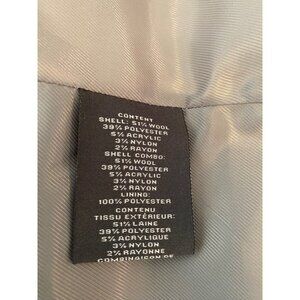 CONTENT
SHELL: 51% WOOL
39% POLYESTER
5% ACRYLIC
3% NYLON
2% RAYON
SHELL COMBO:
51% WOOL
39% POLYESTER
5% ACRYLIC
3% NYLON
2% RAYON
LINING:
100% POLYESTER
CONTENU
TISSU EXTÉRIEUR:
51% LAINE
39% POLYESTER
5% ACRYLIQUE
3% NYLON
2% RAYONNE
COMBINAISON DE